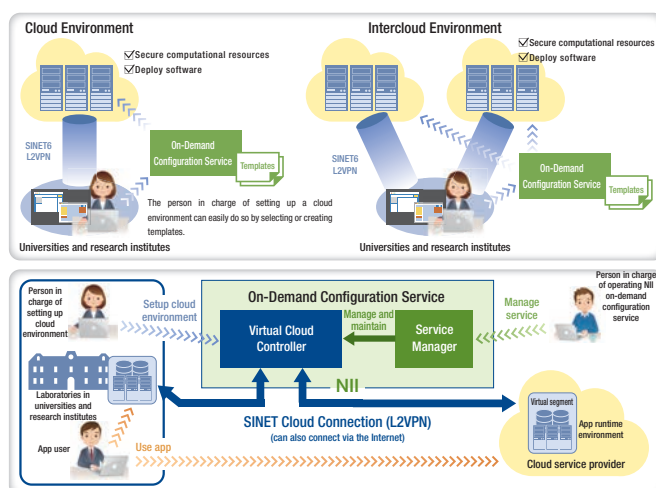 Cloud Environment
Secure computational resources
Deploy software
SINET6
L2VPN
On-Demand
Configuration Service
Templates
The person in charge of setting up a cloud
environment can easily do so by selecting or creating
templates.
Universities and research institutes
Intercloud Environment
Secure computational resources
Deploy software
SINET6
L2VPN
On-Demand
Configuration Service
Templates
Universities and research institutes
Person in
charge of
setting up
cloud
environment
Setup cloud
environment
On-Demand Configuration Service
Virtual Cloud
Controller
Manage and
maintain
Service
Manager
NII
Manage
service
Person in charge
of operating NII
on-demand
configuration
service
Laboratories in
universities and
research institutes
SINET Cloud Connection (L2VPN)
(can also connect via the Internet)
App user
Use app
Virtual segment
App runtime
environment
Cloud service provider